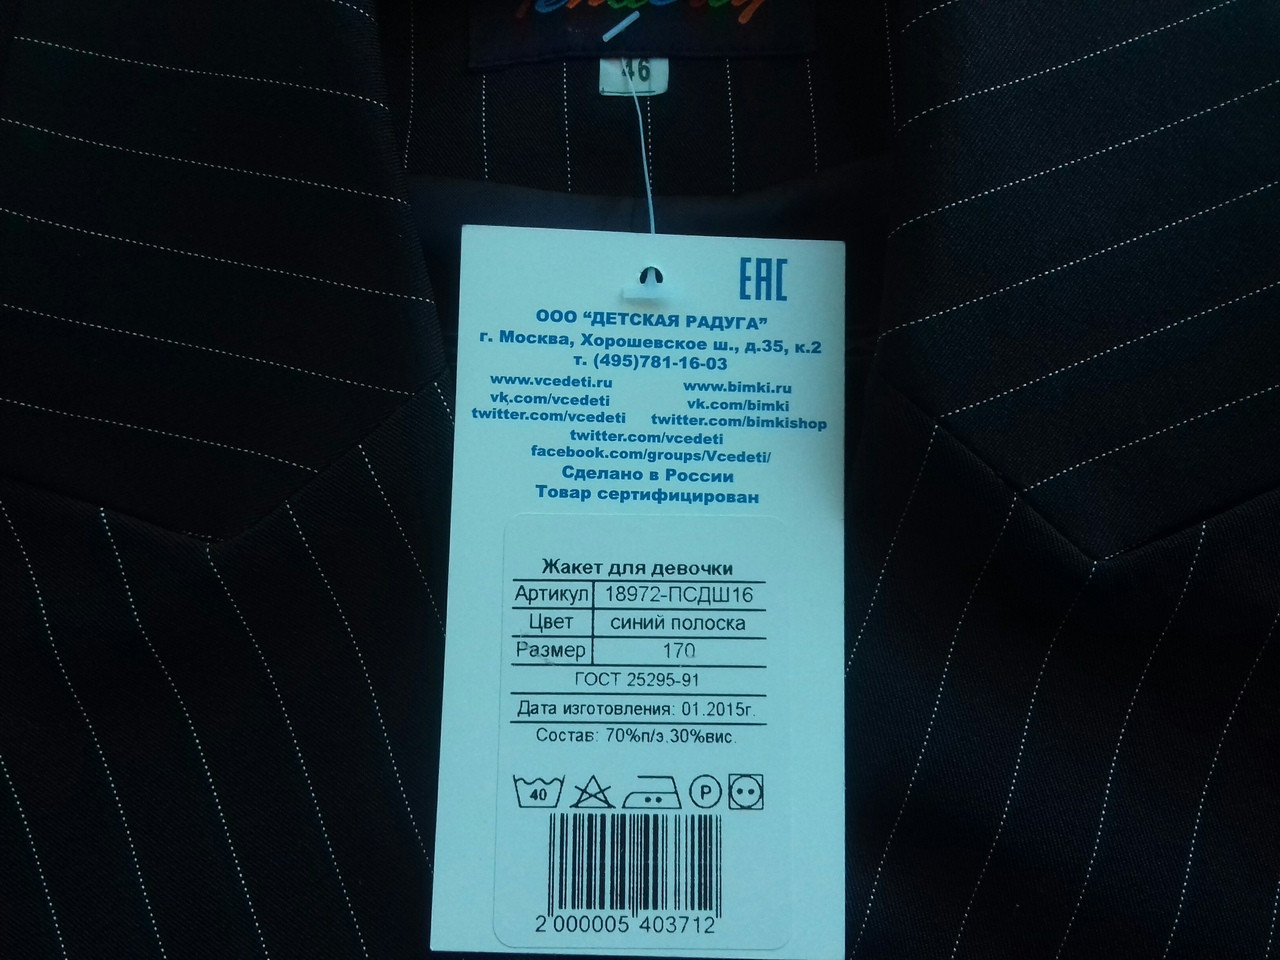 46
EAC
ООО “ДЕТСКАЯ РАДУГА”
г. Москва, Хорошевское ш., д.35, к.2
т. (495)781-16-03
www.vcedeti.ru www.bimki.ru
vk.com/vcedeti vk.com/bimki
twitter.com/vcedeti twitter.com/bimkishop
twitter.com/vcedeti
facebook.com/groups/Vcedeti/
Сделано в России
Товар сертифицирован
Жакет для девочки
Артикул 18972-ПСДШ16
Цвет синий полоска
Размер 170
ГОСТ 25295-91
Дата изготовления: 01.2015г.
Состав: 70%п/э,30%вис.
40 P
2 000005 403712